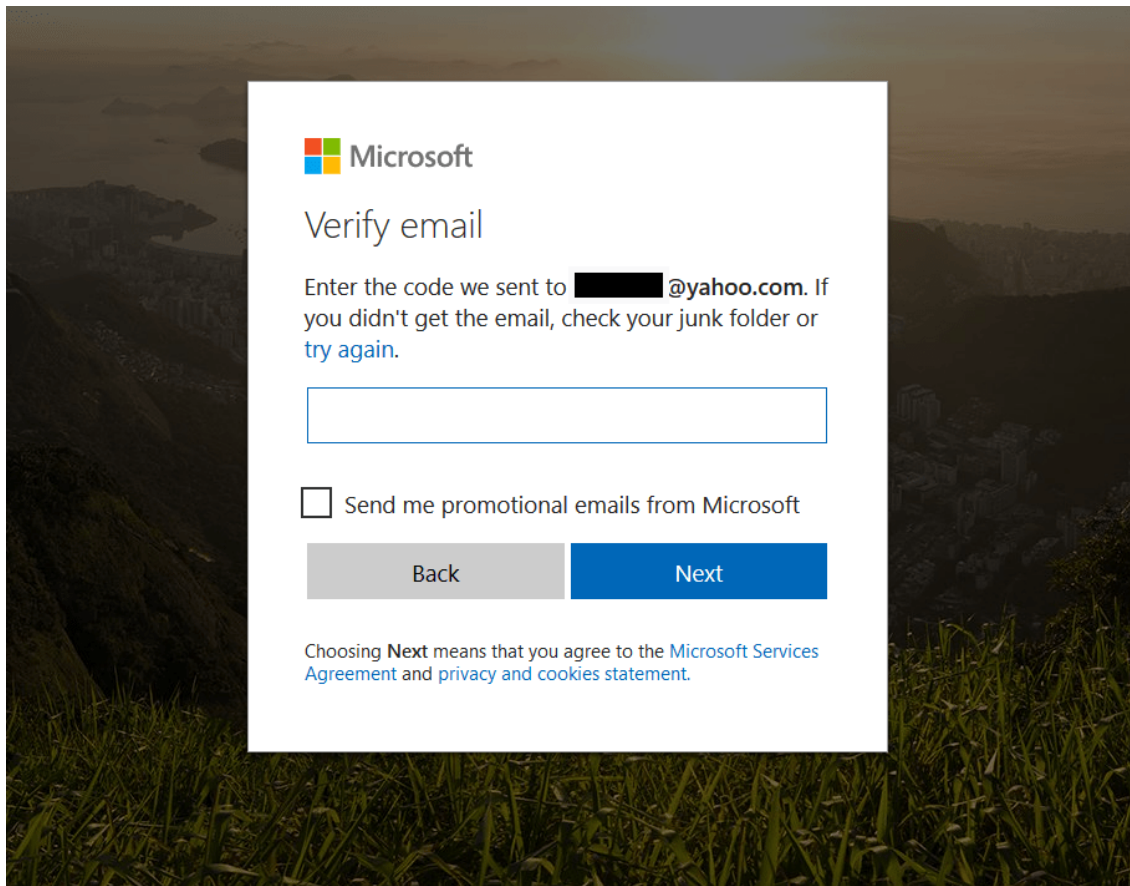 Microsoft
Verify email
Enter the code we sent to @yahoo.com. If
you didn't get the email, check your junk folder or
try again.
Send me promotional emails from Microsoft
Back
Next
Choosing Next means that you agree to the Microsoft Services
Agreement and privacy and cookies statement.